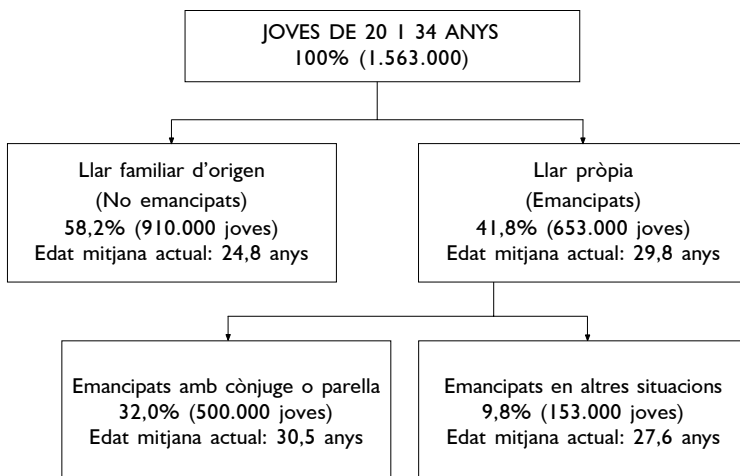 JOVES DE 20 I 34 ANYS
100% (1.563.000)
Llar familiar d’origen
(No emancipats)
58,2% (910.000 joves)
Edat mitjana actual: 24,8 anys
Llar pròpia
(Emancipats)
41,8% (653.000 joves)
Edat mitjana actual: 29,8 anys
Emancipats amb cònjuge o parella
32,0% (500.000 joves)
Edat mitjana actual: 30,5 anys
Emancipats en altres situacions
9,8% (153.000 joves)
Edat mitjana actual: 27,6 anys